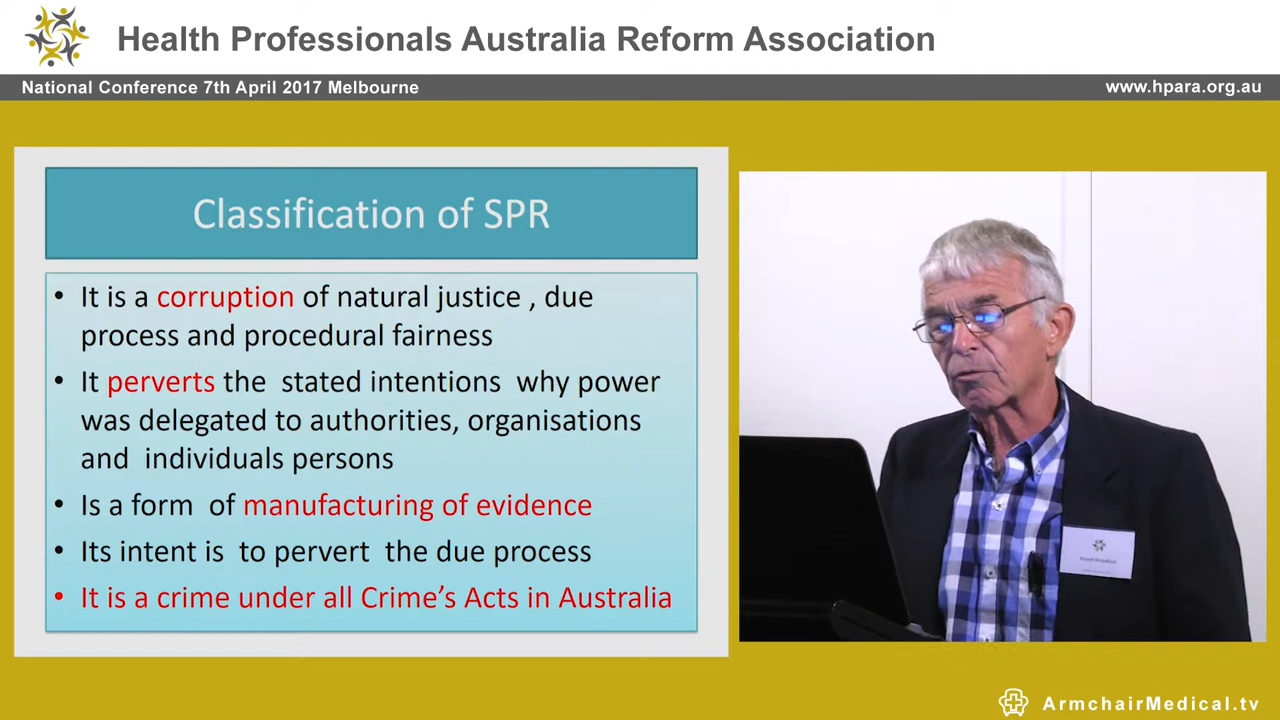 Health Professionals Australia Reform Association
National Conference 7th April 2017 Melbourne
www.hpara.org.au
Classification of SPR
• It is a corruption of natural justice , due
process and procedural fairness
• It perverts the stated intentions why power
was delegated to authorities, organisations
and individuals persons
• Is a form of manufacturing of evidence
• Its intent is to pervert the due process
• It is a crime under all Crime's Acts in Australia
ArmchairMedical.tv